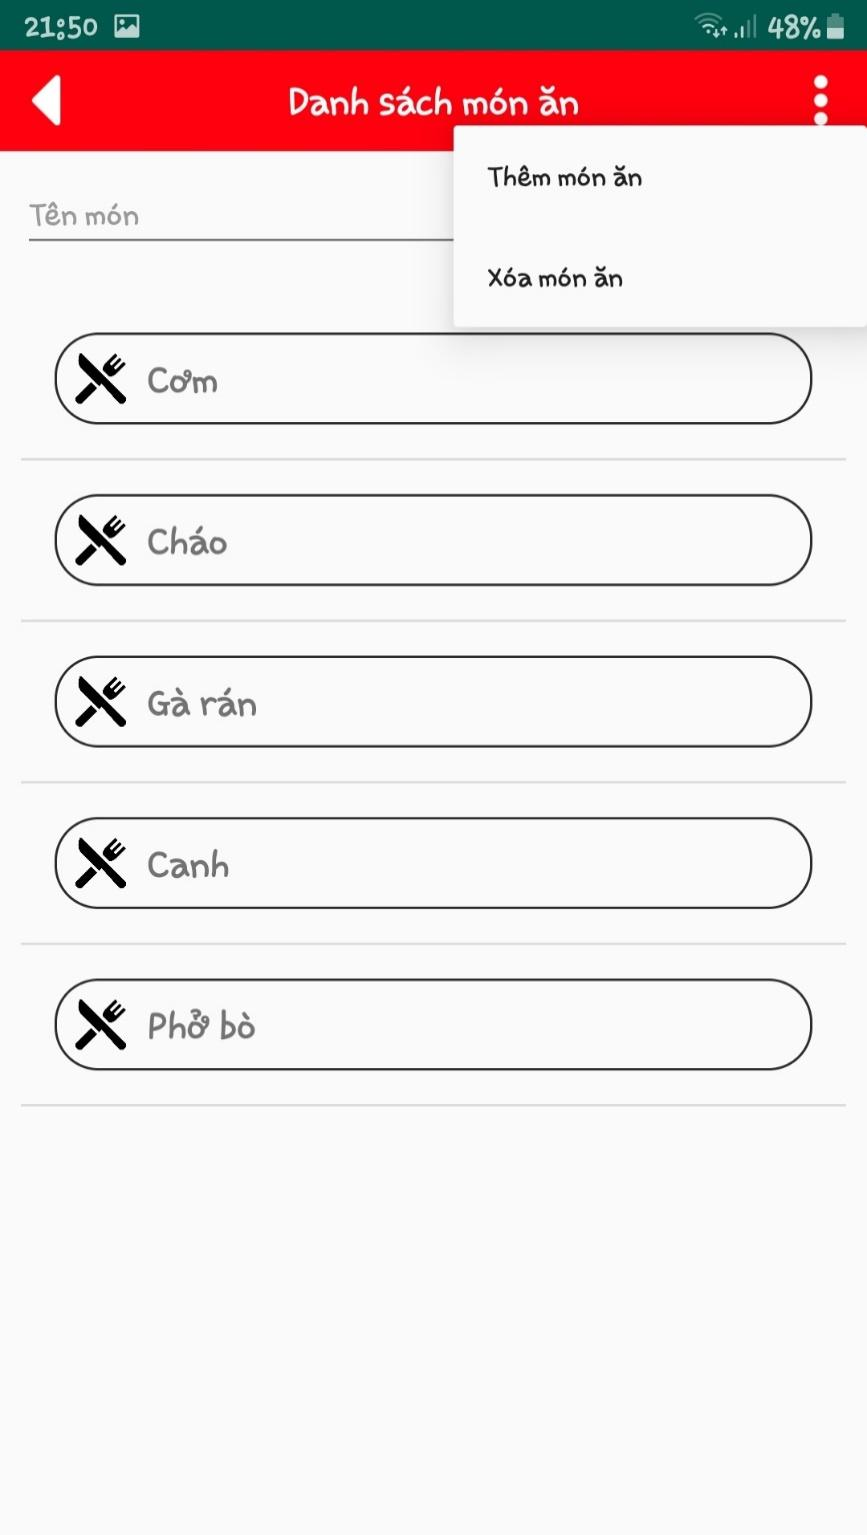 21:50 48%
Danh sách món ăn
Thêm món ăn
Tên món
Xóa món ăn
Cơm
Cháo
Gà rán
Canh
Phở bò